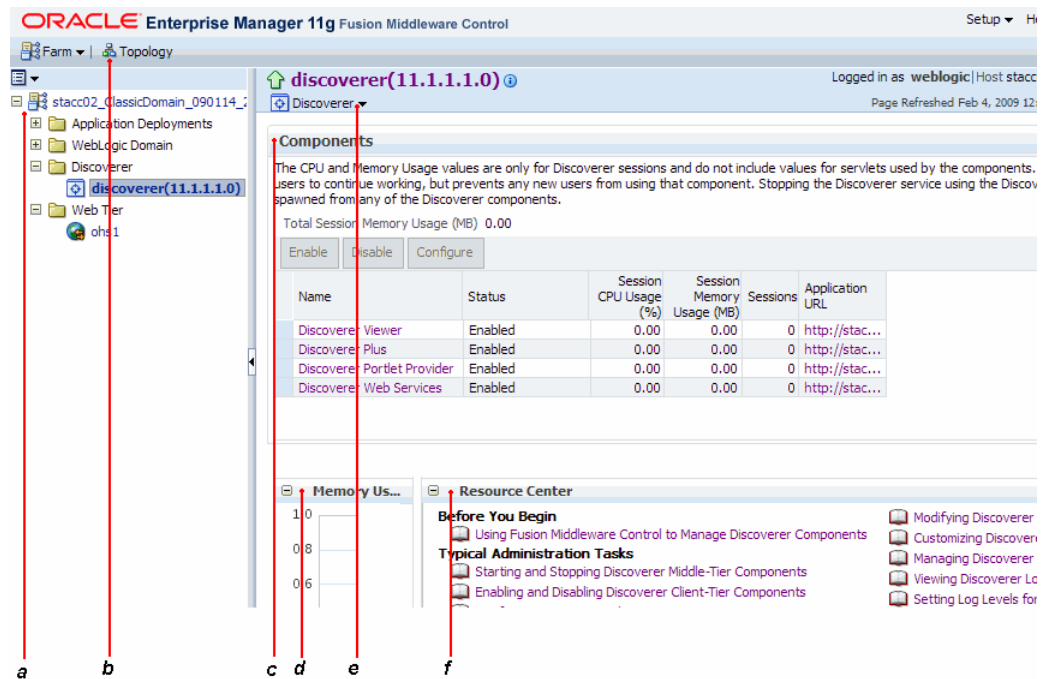 ORACLE Enterprise Manager 11g Fusion Middleware Control
Setup
Farm | Topology
stacc02_ClassicDomain_090114_
Application Deployments
WebLogic Domain
Discoverer
discoverer(11.1.1.1.0)
Web Tier
ohs1
discoverer(11.1.1.1.0)
Logged in as weblogic|Host stacc
Discoverer
Page Refreshed Feb 4, 2009 12:
Components
The CPU and Memory Usage values are only for Discoverer sessions and do not include values for servlets used by the components.
users to continue working, but prevents any new users from using that component. Stopping the Discoverer service using the Discov
spawned from any of the Discoverer components.
Total Session Memory Usage (MB) 0.00
Enable Disable Configure
Name Status Session CPU Usage (%) Session Memory Usage (MB) Sessions Application URL
Discoverer Viewer Enabled 0.00 0.00 0 http://stac...
Discoverer Plus Enabled 0.00 0.00 0 http://stac...
Discoverer Portlet Provider Enabled 0.00 0.00 0 http://stac...
Discoverer Web Services Enabled 0.00 0.00 0 http://stac...
Memory Us...
1.0
0.8
0.6
Resource Center
Before You Begin
Using Fusion Middleware Control to Manage Discoverer Components
Typical Administration Tasks
Starting and Stopping Discoverer Middle-Tier Components
Enabling and Disabling Discoverer Client-Tier Components
Modifying Discoverer
Customizing Discovere
Managing Discoverer
Viewing Discoverer Lo
Setting Log Levels for
a b c d e f